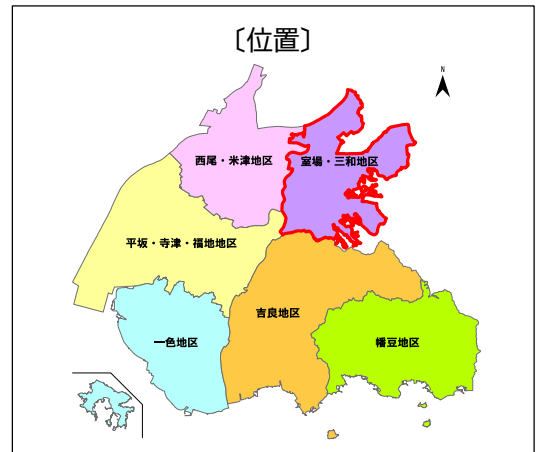 〔位置〕
N
西尾・米津地区
室場・三和地区
平坂・寺津・福地地区
吉良地区
一色地区
幡豆地区